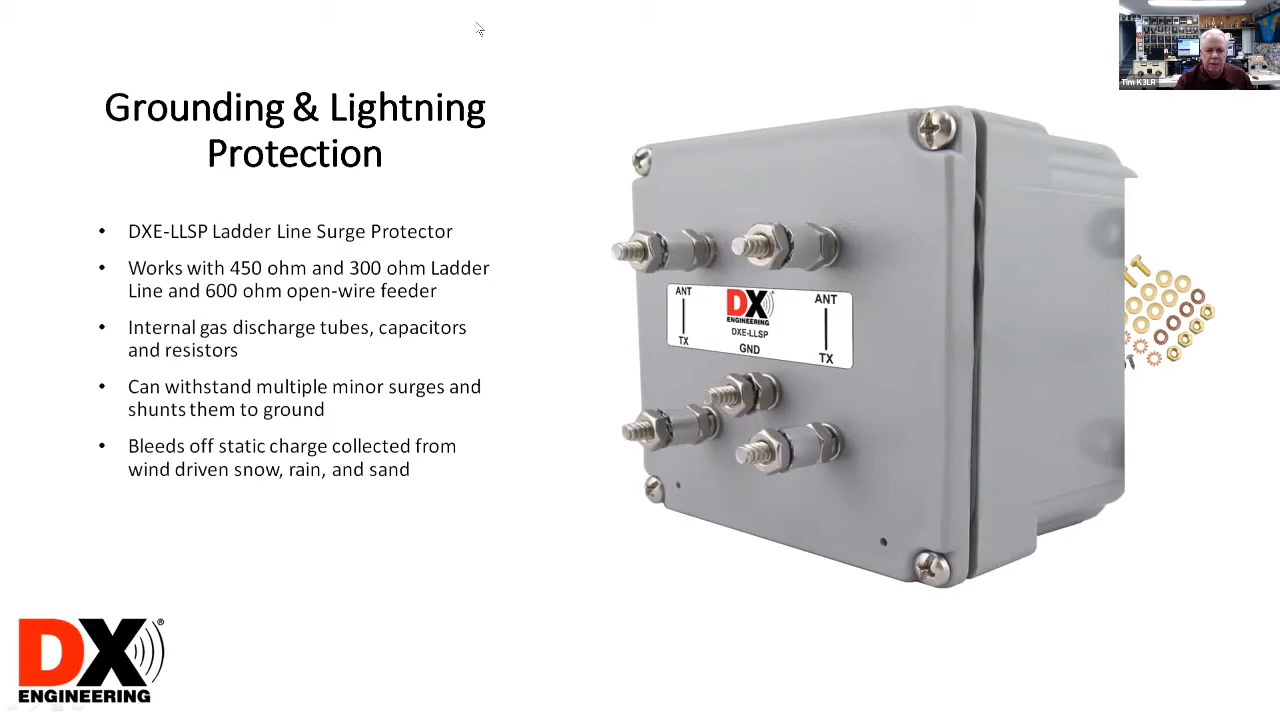 Grounding & Lightning
Protection
• DXE-LLSP Ladder Line Surge Protector
• Works with 450 ohm and 300 ohm Ladder
Line and 600 ohm open-wire feeder
• Internal gas discharge tubes, capacitors
and resistors
• Can withstand multiple minor surges and
shunts them to ground
• Bleeds off static charge collected from
wind driven snow, rain, and sand
ANT
TX
DX
ENGINEERING
DXE-LLSP
GND
ANT
TX
Tim K3LR
DX®
ENGINEERING